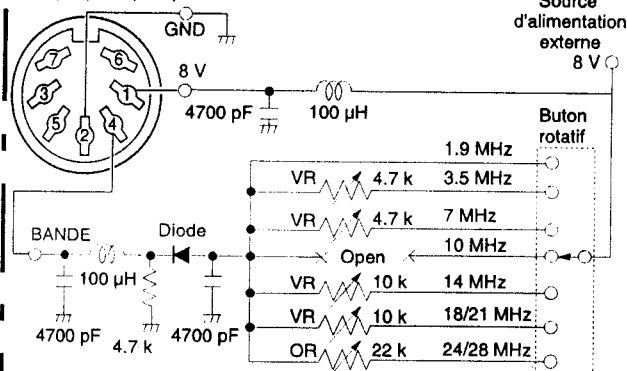 Source
d'alimentation
externe
8 V
GND
7
6
8 V
3
1
5
4
2
4700 pF
100 µH
Buton
rotatif
1.9 MHz
VR 4.7 k 3.5 MHz
VR 4.7 k 7 MHz
BANDE
Diode
Open
10 MHz
100 µH
VR 10 k 14 MHz
VR 10 k 18/21 MHz
4700 pF
4.7 k
4700 pF
OR 22 k 24/28 MHz